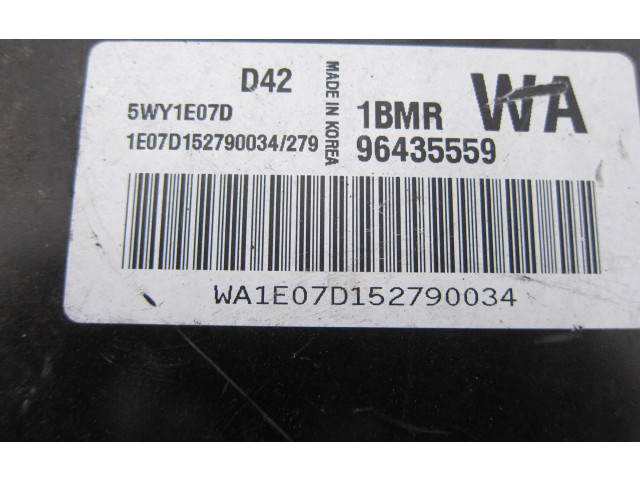 D42
5WY1E07D
1E07D152790034/279
MADE IN KOREA
1BMR
96435559
WA
WA1E07D152790034